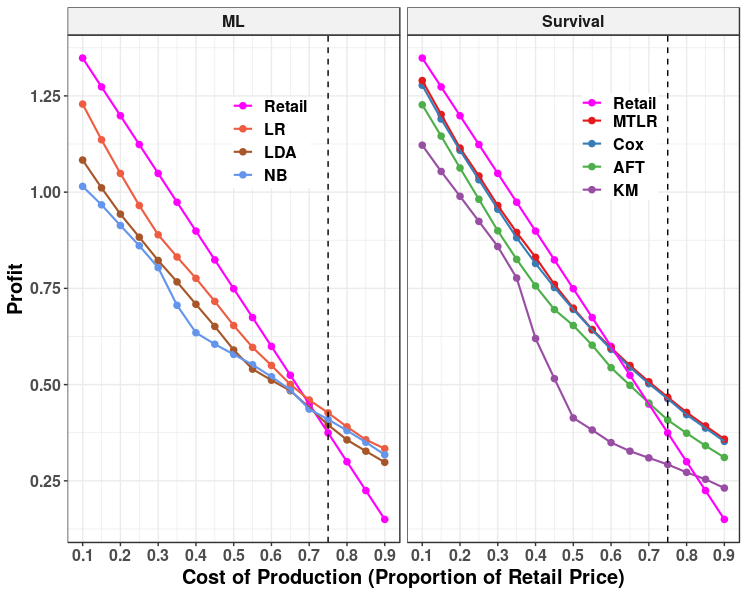 ML
Survival
Profit
1.25
1.00
0.75
0.50
0.25
Retail
LR
LDA
NB
Retail
MTLR
Cox
AFT
KM
0.1 0.2 0.3 0.4 0.5 0.6 0.7 0.8 0.9
0.1 0.2 0.3 0.4 0.5 0.6 0.7 0.8 0.9
Cost of Production (Proportion of Retail Price)